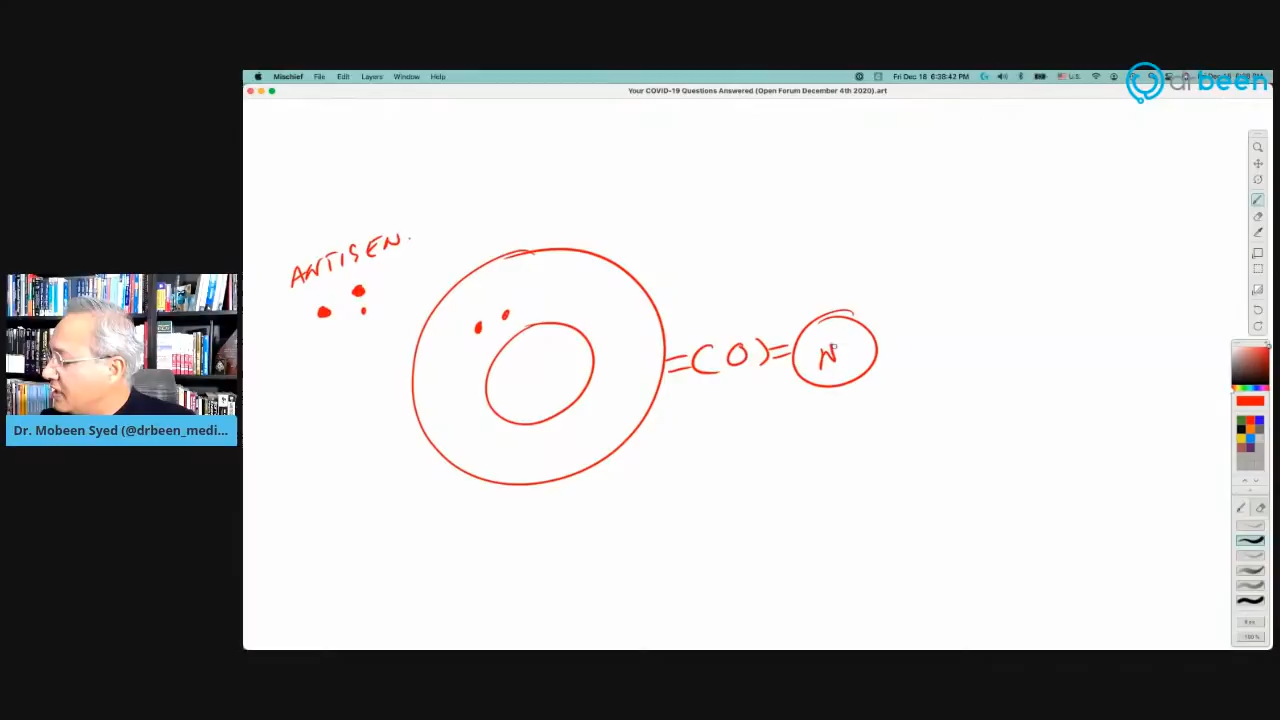 Mischief File Edit Layers Window Help
Fri Dec 18 6:38:42 PM U.S.
drbeen
Your COVID-19 Questions Answered (Open Forum December 4th 2020).art
ANTIGEN.
=(O)= N
Dr. Mobeen Syed (@drbeen_medi...